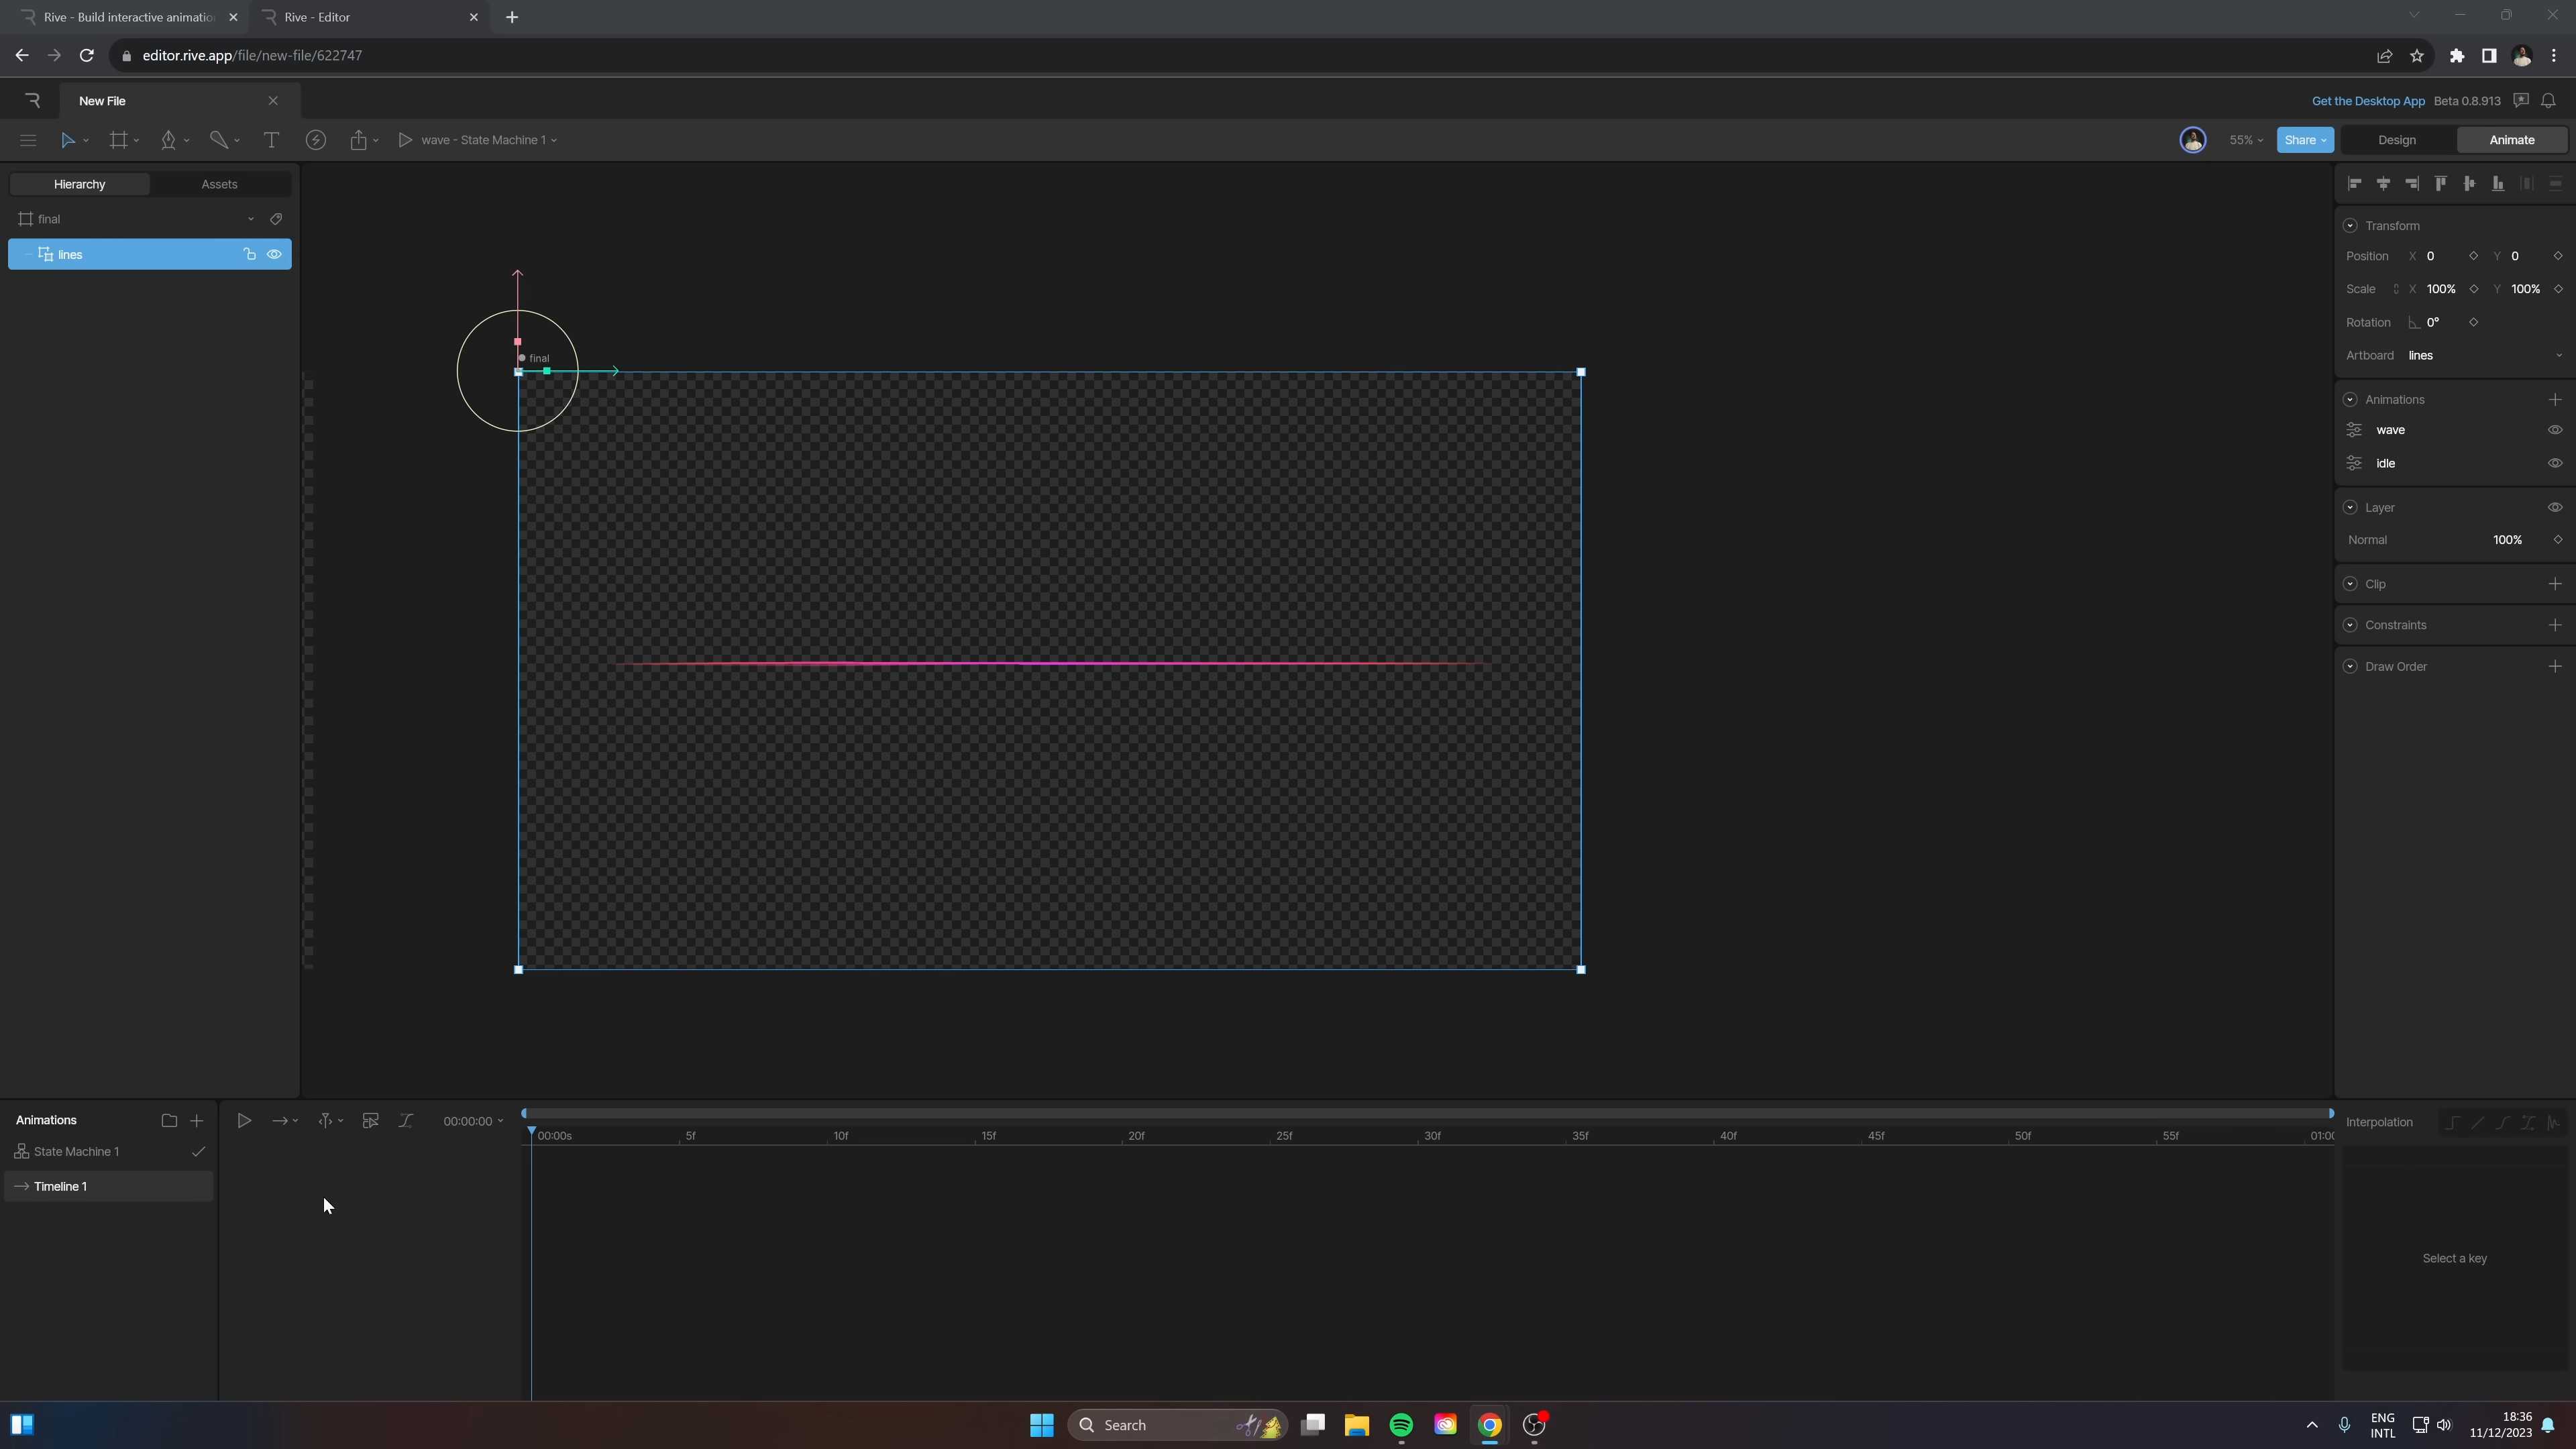 Rive - Build interactive animatio
Rive - Editor
editor.rive.app/file/new-file/622747
New File
Get the Desktop App Beta 0.8.913
wave - State Machine 1
55%
Share
Design
Animate
Hierarchy
Assets
final
lines
final
Transform
Position X 0 Y 0
Scale X 100% Y 100%
Rotation 0°
Artboard lines
Animations
wave
idle
Layer
Normal 100%
Clip
Constraints
Draw Order
Animations
State Machine 1
Timeline 1
00:00:00
00:00s 5f 10f 15f 20f 25f 30f 35f 40f 45f 50f 55f 01:00
Interpolation
Select a key
Search
ENG
INTL
18:36
11/12/2023